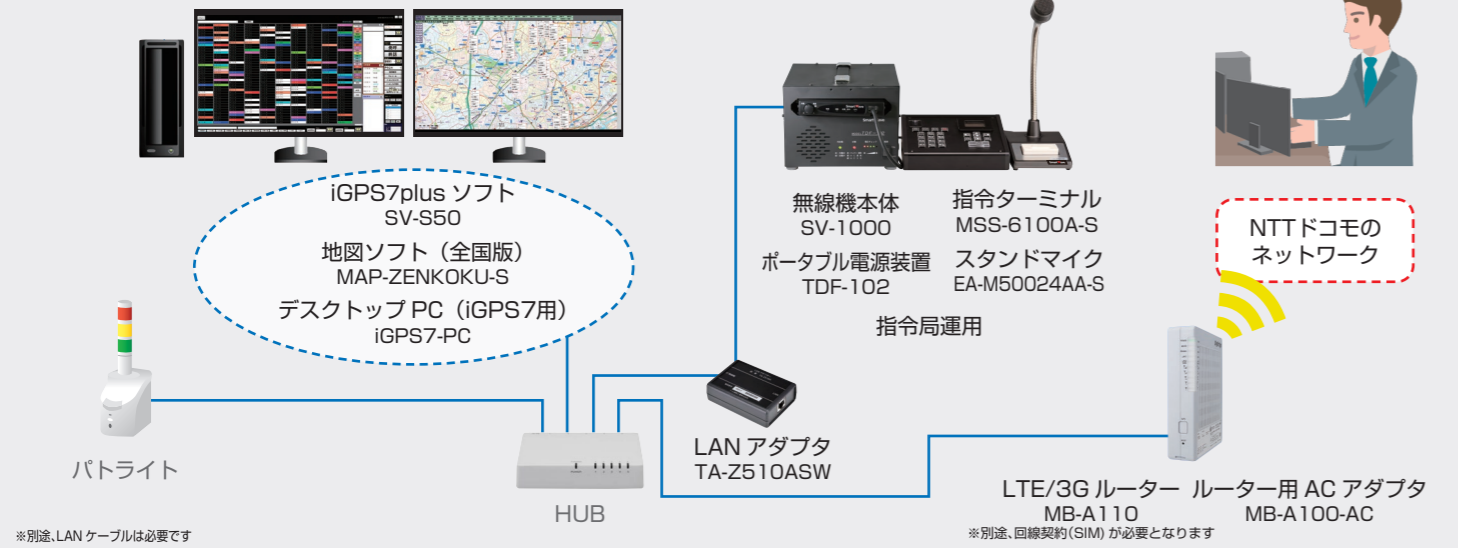 iGPS7plus ソフト
SV-S50
地図ソフト（全国版）
MAP-ZENKOKU-S
デスクトップ PC（iGPS7用）
iGPS7-PC
無線機本体
SV-1000
指令ターミナル
MSS-6100A-S
ポータブル電源装置
TDF-102
スタンドマイク
EA-M50024AA-S
指令局運用
NTTドコモの
ネットワーク
パトライト
HUB
LAN アダプタ
TA-Z510ASW
LTE/3G ルーター
MB-A110
ルーター用 AC アダプタ
MB-A100-AC
※別途、回線契約（SIM）が必要となります
※別途、LAN ケーブルは必要です